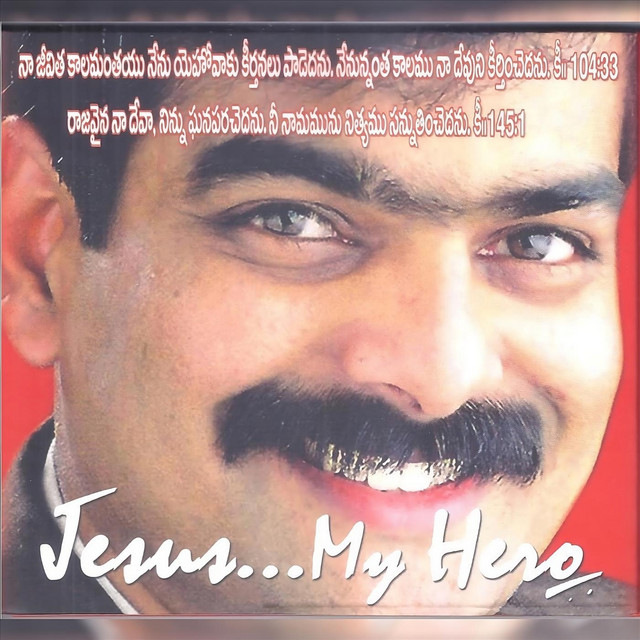 నా జీవిత కాలమంతయు నేను యెహోవాకు కీర్తనలు పాడెదను. నేనున్నంత కాలము నా దేవుని కీర్తించెదను. కీ॥104:33
రాజవైన నా దేవా, నిన్ను ఘనపరచెదను. నీ నామమును నిత్యము సన్నుతించెదను. కీ॥145:1
Jesus...My Hero